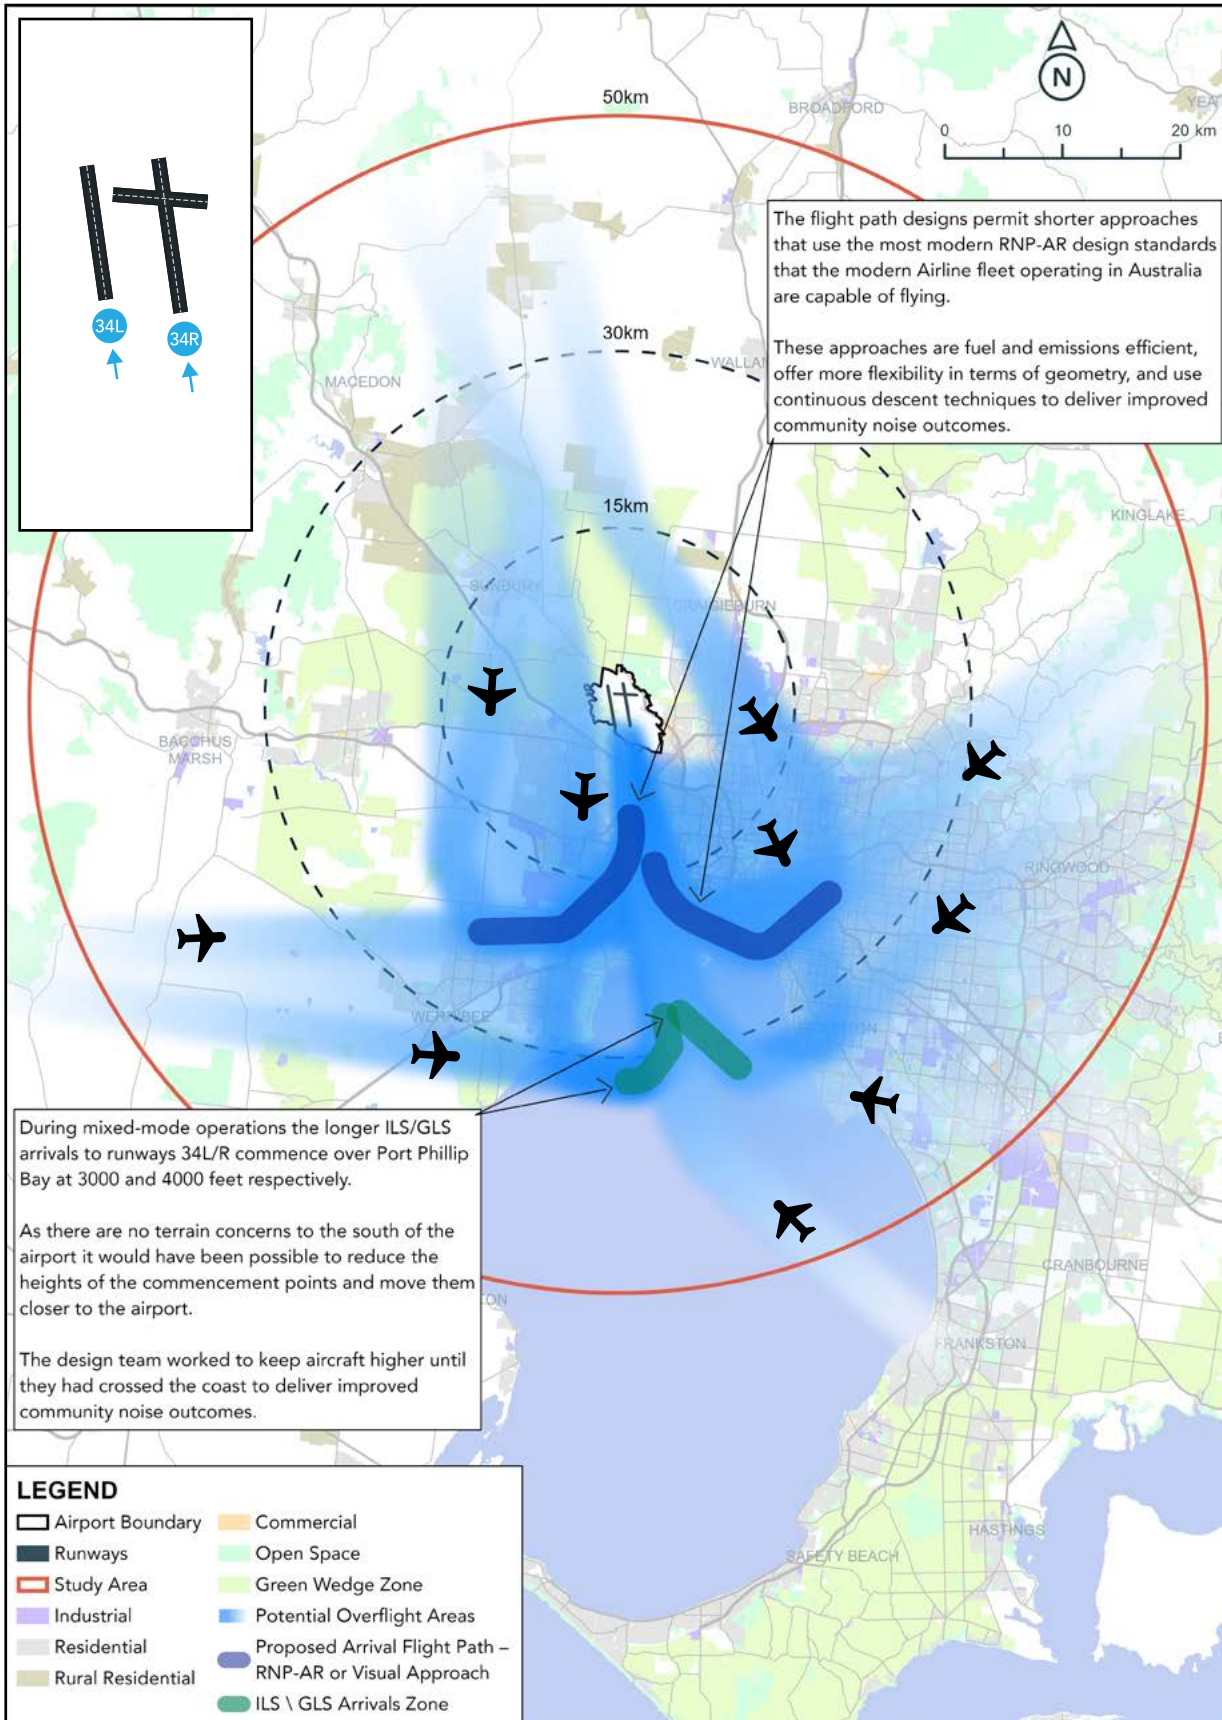 50km
N
BROADFORD
YEA
0 10 20 km
34L
34R
The flight path designs permit shorter approaches
that use the most modern RNP-AR design standards
that the modern Airline fleet operating in Australia
are capable of flying.
These approaches are fuel and emissions efficient,
offer more flexibility in terms of geometry, and use
continuous descent techniques to deliver improved
community noise outcomes.
30km
WALLAN
MACEDON
15km
KINGLAKE
SUNBURY
CRAIGIEBURN
BACCHUS
MARSH
RINGWOOD
WERRIBEE
During mixed-mode operations the longer ILS/GLS
arrivals to runways 34L/R commence over Port Phillip
Bay at 3000 and 4000 feet respectively.
As there are no terrain concerns to the south of the
airport it would have been possible to reduce the
heights of the commencement points and move them
closer to the airport.
The design team worked to keep aircraft higher until
they had crossed the coast to deliver improved
community noise outcomes.
CRANBOURNE
ON
FRANKSTON
HASTINGS
SAFETY BEACH
LEGEND
Airport Boundary
Runways
Study Area
Industrial
Residential
Rural Residential
Commercial
Open Space
Green Wedge Zone
Potential Overflight Areas
Proposed Arrival Flight Path –
RNP-AR or Visual Approach
ILS \ GLS Arrivals Zone